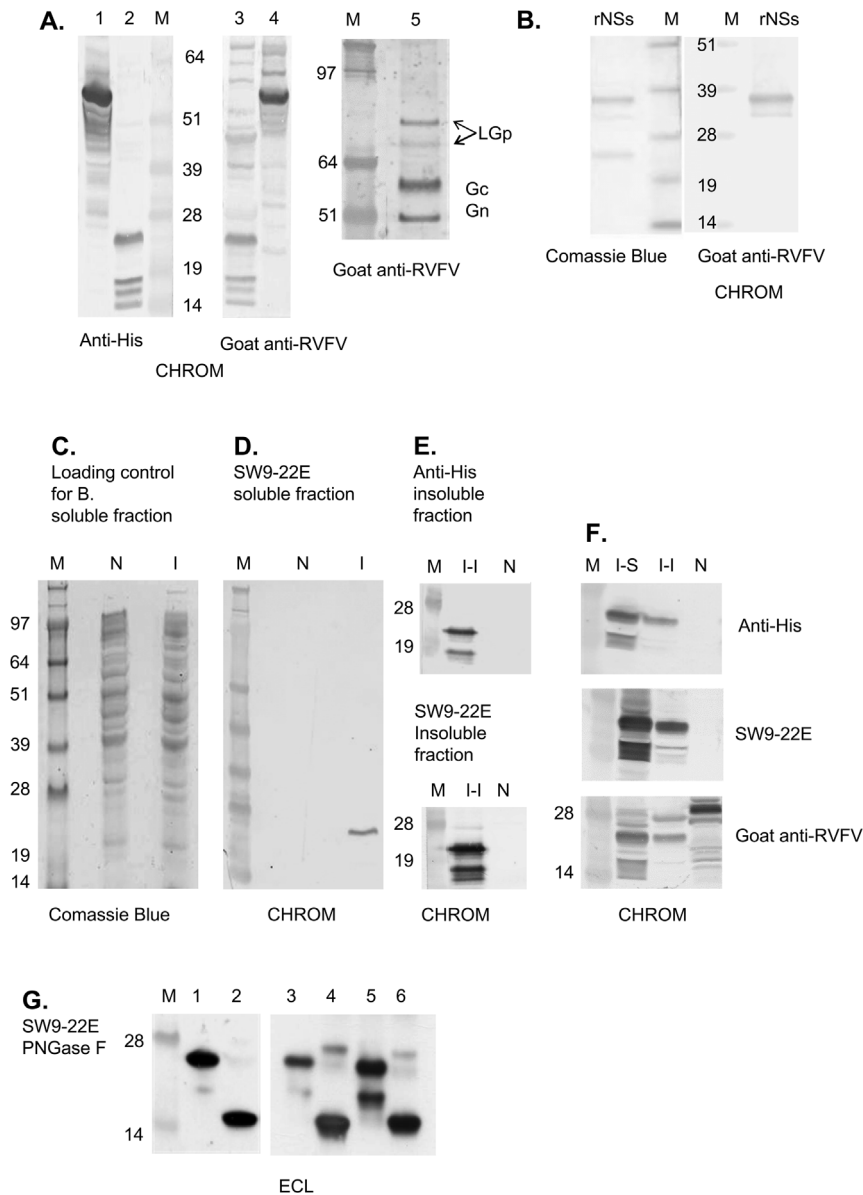 A.
1 2 M 3 4 M 5
64
51
39
28
19
14
97
64
51
LGp
Gc
Gn
Anti-His
Goat anti-RVFV
CHROM
Goat anti-RVFV
B.
rNSs M M rNSs
51
39
28
19
14
Comassie Blue Goat anti-RVFV
CHROM
C.
Loading control
for B.
soluble fraction
M N I
97
64
51
39
28
19
14
Comassie Blue
D.
SW9-22E
soluble fraction
M N I
CHROM
E.
Anti-His
insoluble
fraction
M I-I N
28
19
SW9-22E
Insoluble
fraction
M I-I N
28
19
CHROM
F.
M I-S I-I N
Anti-His
SW9-22E
28
Goat anti-RVFV
14
CHROM
G.
SW9-22E
PNGase F
M 1 2 3 4 5 6
28
14
ECL